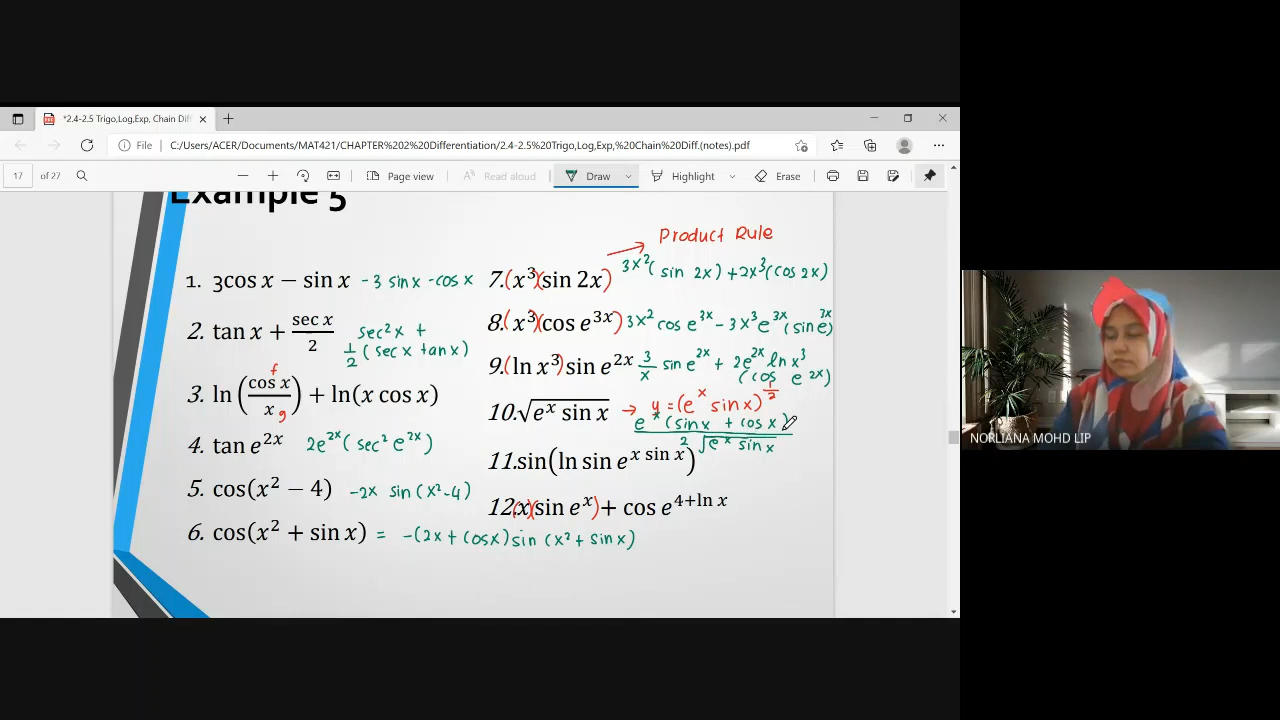 *2.4-2.5 Trigo,Log,Exp, Chain Diff
File C:/Users/ACER/Documents/MAT421/CHAPTER%202%20Differentiation/2.4-2.5%20Trigo,Log,Exp,%20Chain%20Diff.(notes).pdf
17 of 27 Page view Read aloud Draw Highlight Erase
Example 5
Product Rule
1. 3cos x − sin x -3 sin x - cos x
2. tan x + sec x / 2 sec² x + 1/2 (sec x tan x)
3. ln(cos x / x) + ln(x cos x) f g
4. tan e^2x 2e^2x (sec² e^2x)
5. cos(x² − 4) -2x sin (x²-4)
6. cos(x² + sin x) = -(2x + cos x) sin (x² + sin x)
7. (x³)(sin 2x) 3x² (sin 2x) + 2x³ (cos 2x)
8. (x³)(cos e^3x) 3x² cos e^3x - 3x³ e^3x (sin e^3x)
9. (ln x³) sin e^2x 3/x sin e^2x + 2e^2x ln x³ (cos e^2x)
10. √(e^x sin x) → y = (e^x sin x)^1/2
e^x (sin x + cos x) / 2 √(e^x sin x)
11. sin(ln sin e^(x sin x))
12. (x)(sin e^x) + cos e^(4+ln x)
NORLIANA MOHD LIP